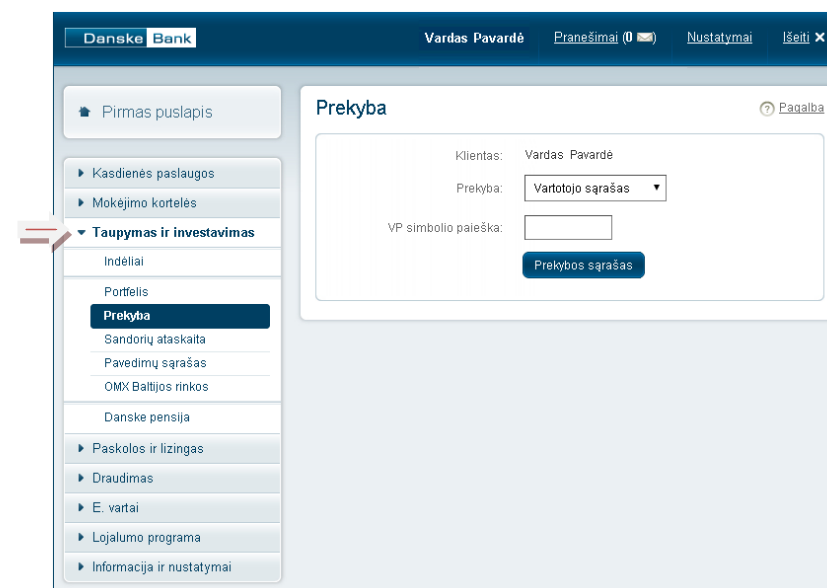 Danske Bank
Vardas Pavardė Pranešimai (0) Nustatymai Išeiti ×
Pirmas puslapis
Kasdienės paslaugos
Mokėjimo kortelės
Taupymas ir investavimas
Indėliai
Portfelis
Prekyba
Sandorių ataskaita
Pavedimų sąrašas
OMX Baltijos rinkos
Danske pensija
Paskolos ir lizingas
Draudimas
E. vartai
Lojalumo programa
Informacija ir nustatymai
Prekyba
? Pagalba
Klientas: Vardas Pavardė
Prekyba: Vartotojo sąrašas
VP simbolio paieška:
Prekybos sąrašas